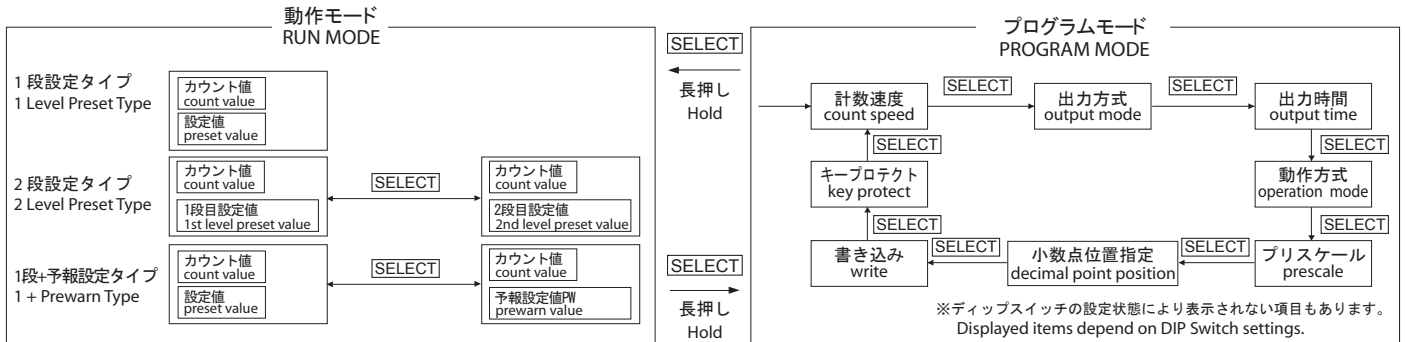 動作モード
RUN MODE
1 段設定タイプ
1 Level Preset Type
カウント値
count value
設定値
preset value
2 段設定タイプ
2 Level Preset Type
カウント値
count value
1段目設定値
1st level preset value
SELECT
カウント値
count value
2段目設定値
2nd level preset value
1段+予報設定タイプ
1 + Prewarn Type
カウント値
count value
設定値
preset value
SELECT
カウント値
count value
予報設定値PW
prewarn value
SELECT
長押し
Hold
SELECT
長押し
Hold
プログラムモード
PROGRAM MODE
計数速度
count speed
SELECT
出力方式
output mode
SELECT
出力時間
output time
SELECT
動作方式
operation mode
SELECT
プリスケール
prescale
SELECT
小数点位置指定
decimal point position
SELECT
書き込み
write
SELECT
キープロテクト
key protect
SELECT
※ディップスイッチの設定状態により表示されない項目もあります。
Displayed items depend on DIP Switch settings.